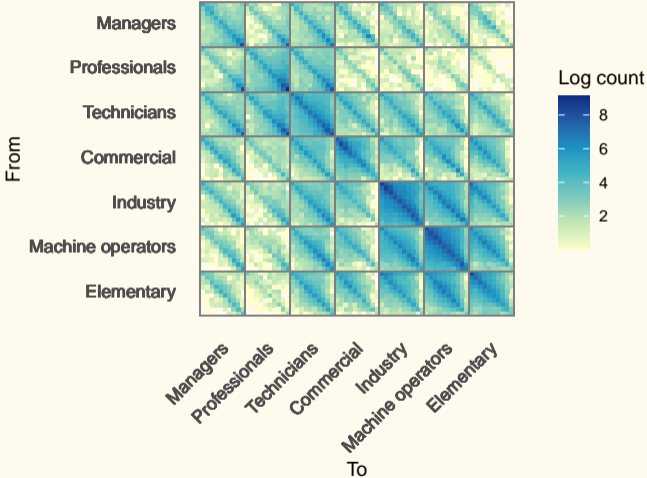 Managers
Professionals
Technicians
Commercial
Industry
Machine operators
Elementary
From
Log count
8
6
4
2
Managers
Professionals
Technicians
Commercial
Industry
Machine operators
Elementary
To